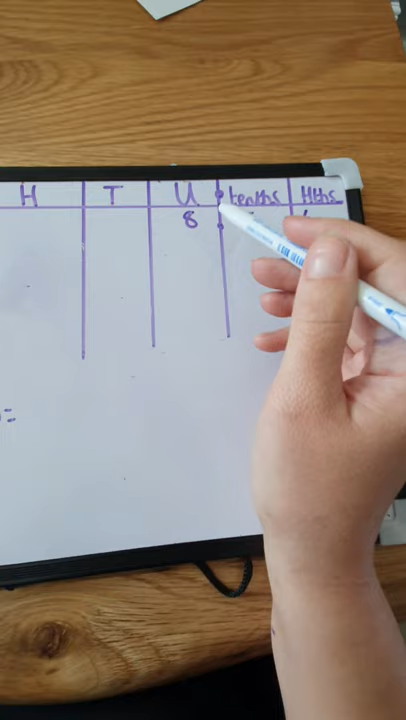 H T U . tenths Hths
8 .
=